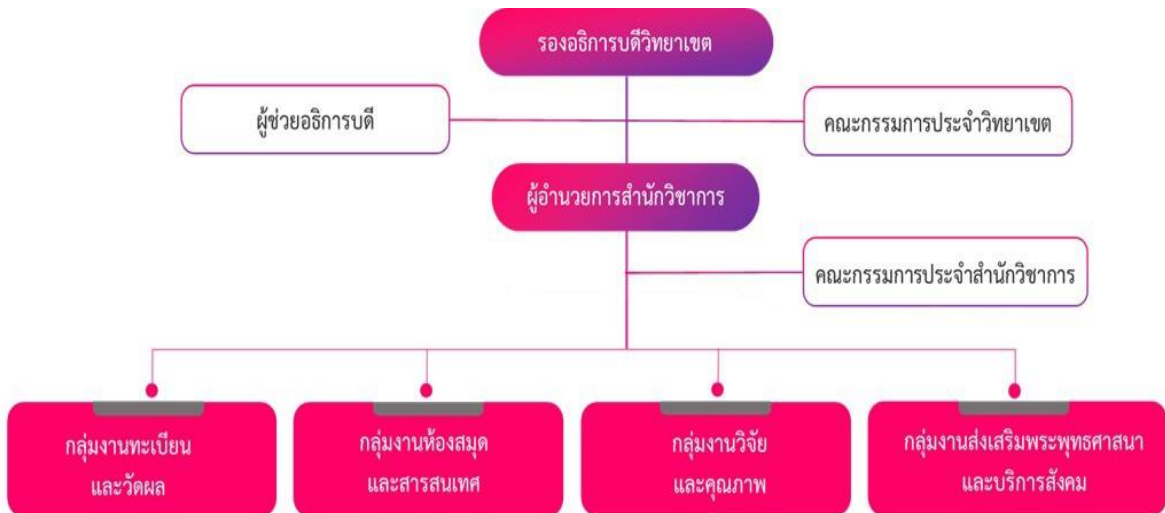 รองอธิการบดีวิทยาเขต
ผู้ช่วยอธิการบดี
คณะกรรมการประจำวิทยาเขต
ผู้อำนวยการสำนักวิชาการ
คณะกรรมการประจำสำนักวิชาการ
กลุ่มงานทะเบียน
และวัดผล
กลุ่มงานห้องสมุด
และสารสนเทศ
กลุ่มงานวิจัย
และคุณภาพ
กลุ่มงานส่งเสริมพระพุทธศาสนา
และบริการสังคม